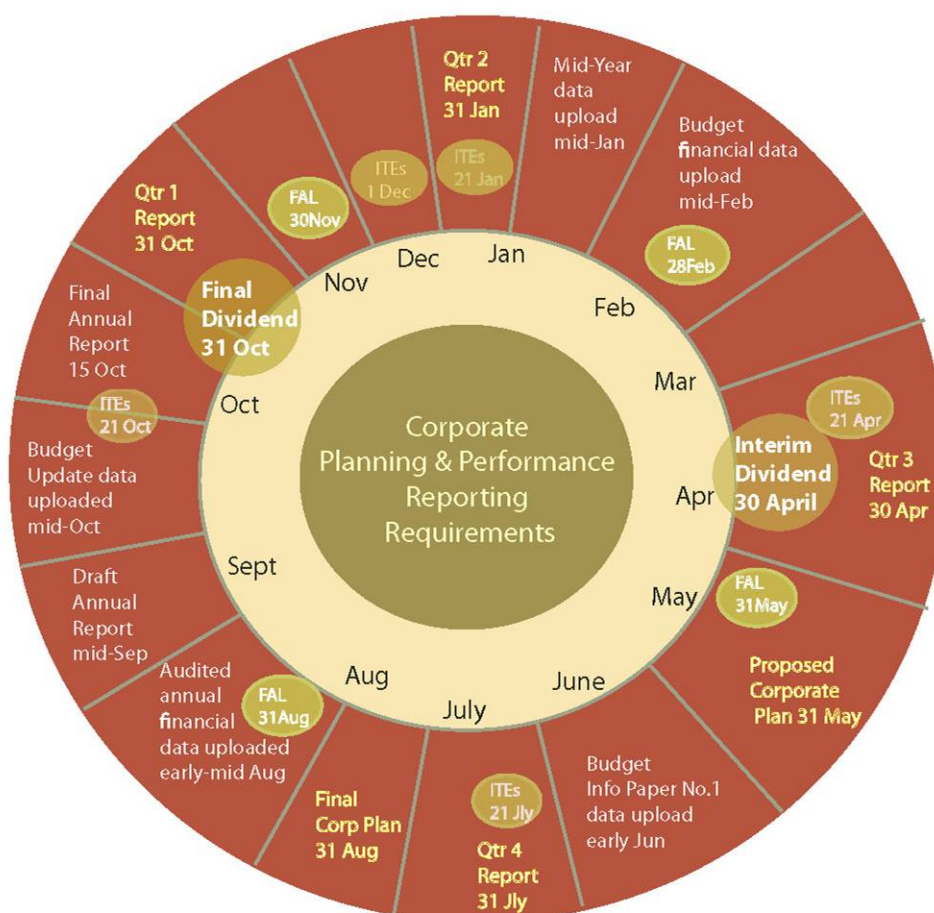 Corporate
Planning & Performance
Reporting
Requirements
Jan
Feb
Mar
Apr
May
June
July
Aug
Sept
Oct
Nov
Dec
Qtr 2
Report
31 Jan
ITEs
21 Jan
Mid-Year
data
upload
mid-Jan
Budget
financial data
upload
mid-Feb
FAL
28Feb
ITEs
21 Apr
Interim
Dividend
30 April
Qtr 3
Report
30 Apr
FAL
31May
Proposed
Corporate
Plan 31 May
Budget
Info Paper No.1
data upload
early Jun
ITEs
21 Jly
Qtr 4
Report
31 Jly
Final
Corp Plan
31 Aug
FAL
31Aug
Audited
annual
financial
data uploaded
early-mid Aug
Draft
Annual
Report
mid-Sep
Budget
Update data
uploaded
mid-Oct
ITEs
21 Oct
Final
Annual
Report
15 Oct
Final
Dividend
31 Oct
Qtr 1
Report
31 Oct
FAL
30Nov
ITEs
1 Dec